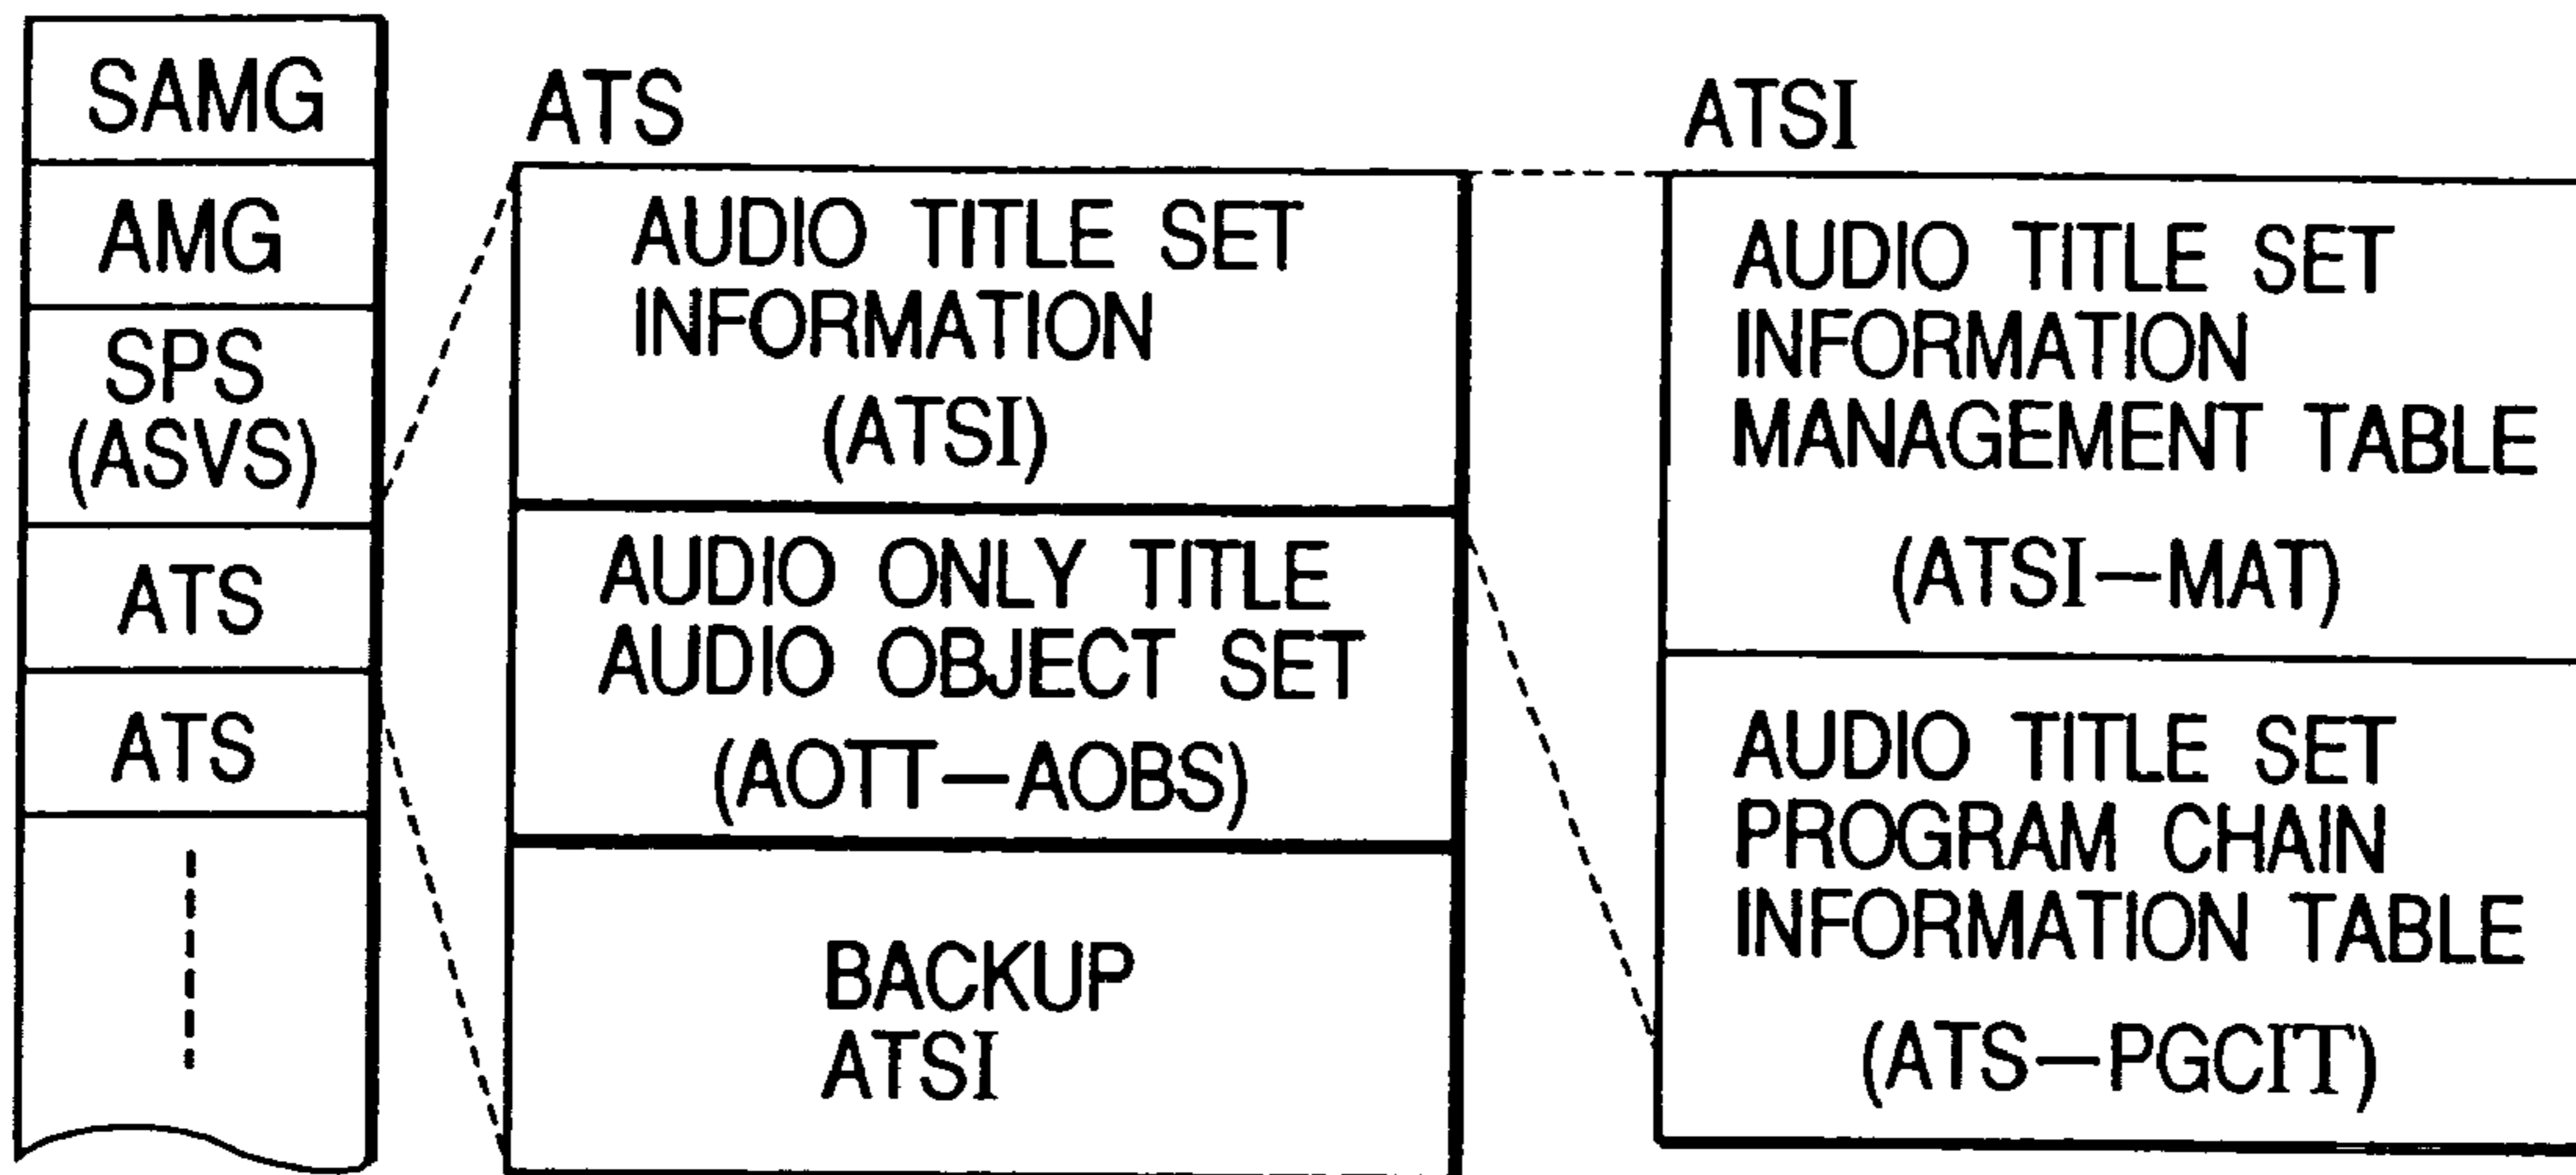 SAMG
AMG
SPS
(ASVS)
ATS
ATS
ATS
AUDIO TITLE SET
INFORMATION
(ATSI)
AUDIO ONLY TITLE
AUDIO OBJECT SET
(AOTT—AOBS)
BACKUP
ATSI
ATSI
AUDIO TITLE SET
INFORMATION
MANAGEMENT TABLE
(ATSI—MAT)
AUDIO TITLE SET
PROGRAM CHAIN
INFORMATION TABLE
(ATS—PGCIT)